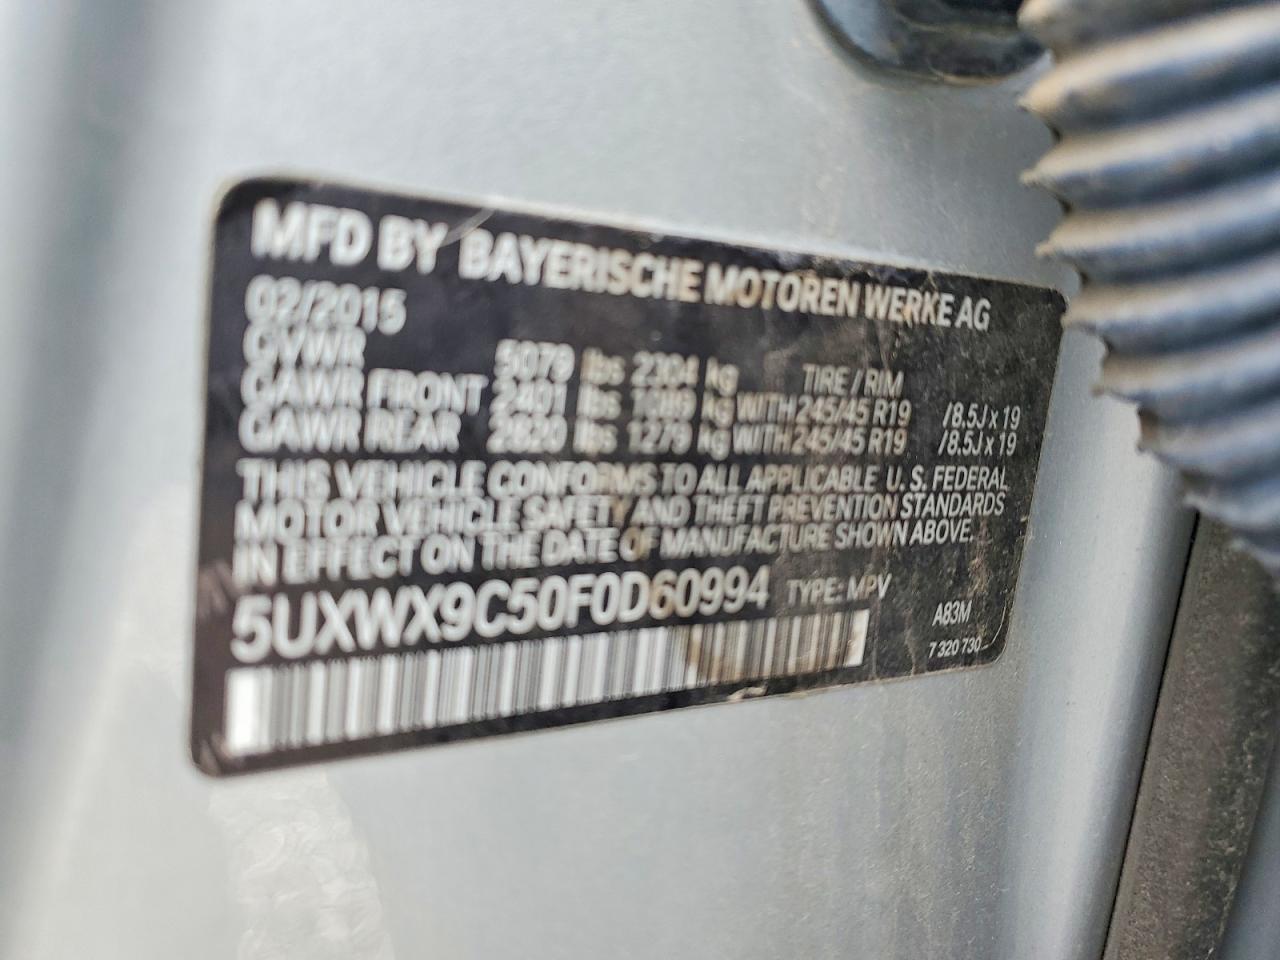 MFD BY BAYERISCHE MOTOREN WERKE AG
02/2015
GVWR 5079 lbs 2304 kg TIRE / RIM
GAWR FRONT 2401 lbs 1089 kg WITH 245/45 R19 /8.5J x 19
GAWR REAR 2820 lbs 1279 kg WITH 245/45 R19 /8.5J x 19
THIS VEHICLE CONFORMS TO ALL APPLICABLE U. S. FEDERAL
MOTOR VEHICLE SAFETY AND THEFT PREVENTION STANDARDS
IN EFFECT ON THE DATE OF MANUFACTURE SHOWN ABOVE.
5UXWX9C50F0D60994 TYPE: MPV
A83M
7 320 730